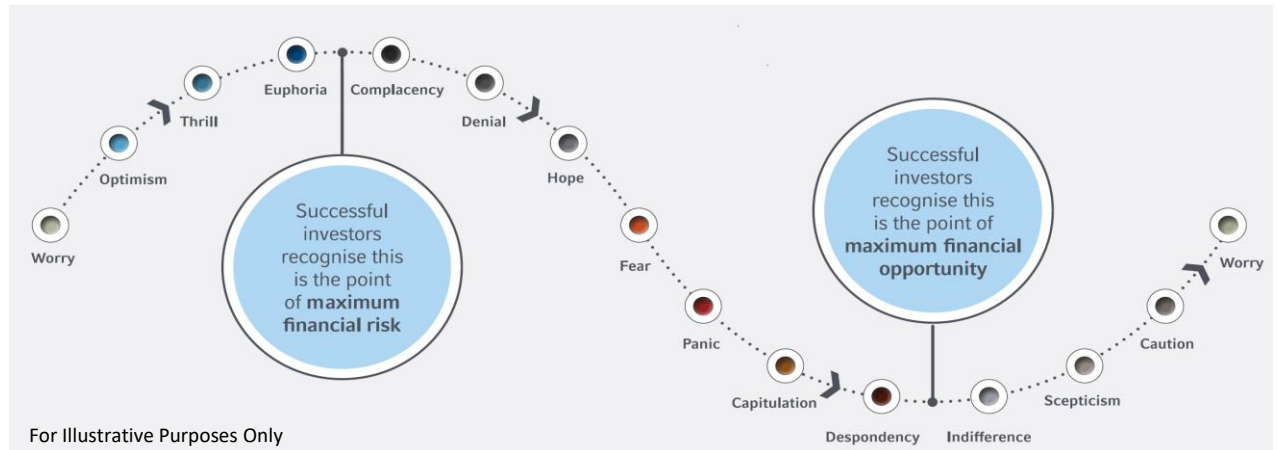 Euphoria
Complacency
Thrill
Denial
Optimism
Hope
Worry
Successful
investors
recognise this
is the point
of maximum
financial risk
Fear
Panic
Capitulation
Despondency
Successful
investors
recognise this
is the point of
maximum financial
opportunity
Indifference
Scepticism
Caution
Worry
For Illustrative Purposes Only